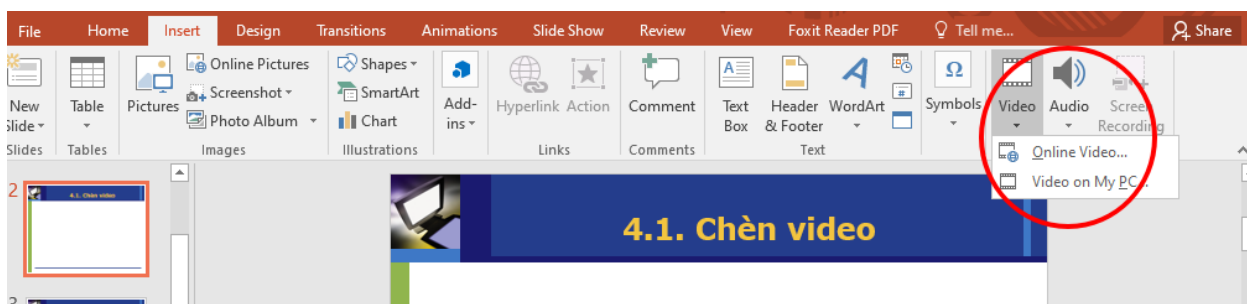 File Home Insert Design Transitions Animations Slide Show Review View Foxit Reader PDF Tell me... Share
Online Pictures
Screenshot
Photo Album
Shapes
SmartArt
Chart
New
Slide
Table
Pictures
Add-
ins
Hyperlink Action
Comment
Text
Box
Header
& Footer
WordArt
Symbols
Video
Audio
Screen
Recording
Slides Tables Images Illustrations Links Comments Text
Online Video...
Video on My PC...
2
4.1. Chèn video
4.1. Chèn video
3